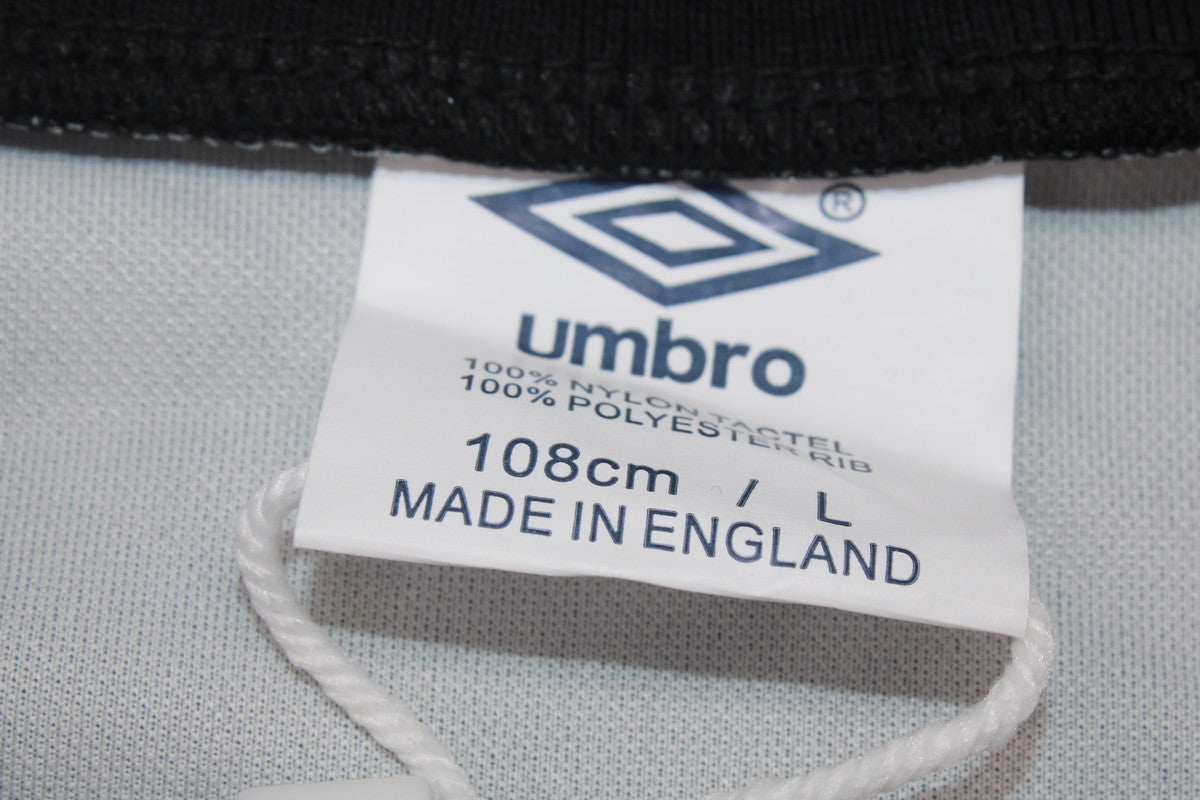 ®
umbro
100% NYLON TACTEL
100% POLYESTER RIB
108cm / L
MADE IN ENGLAND